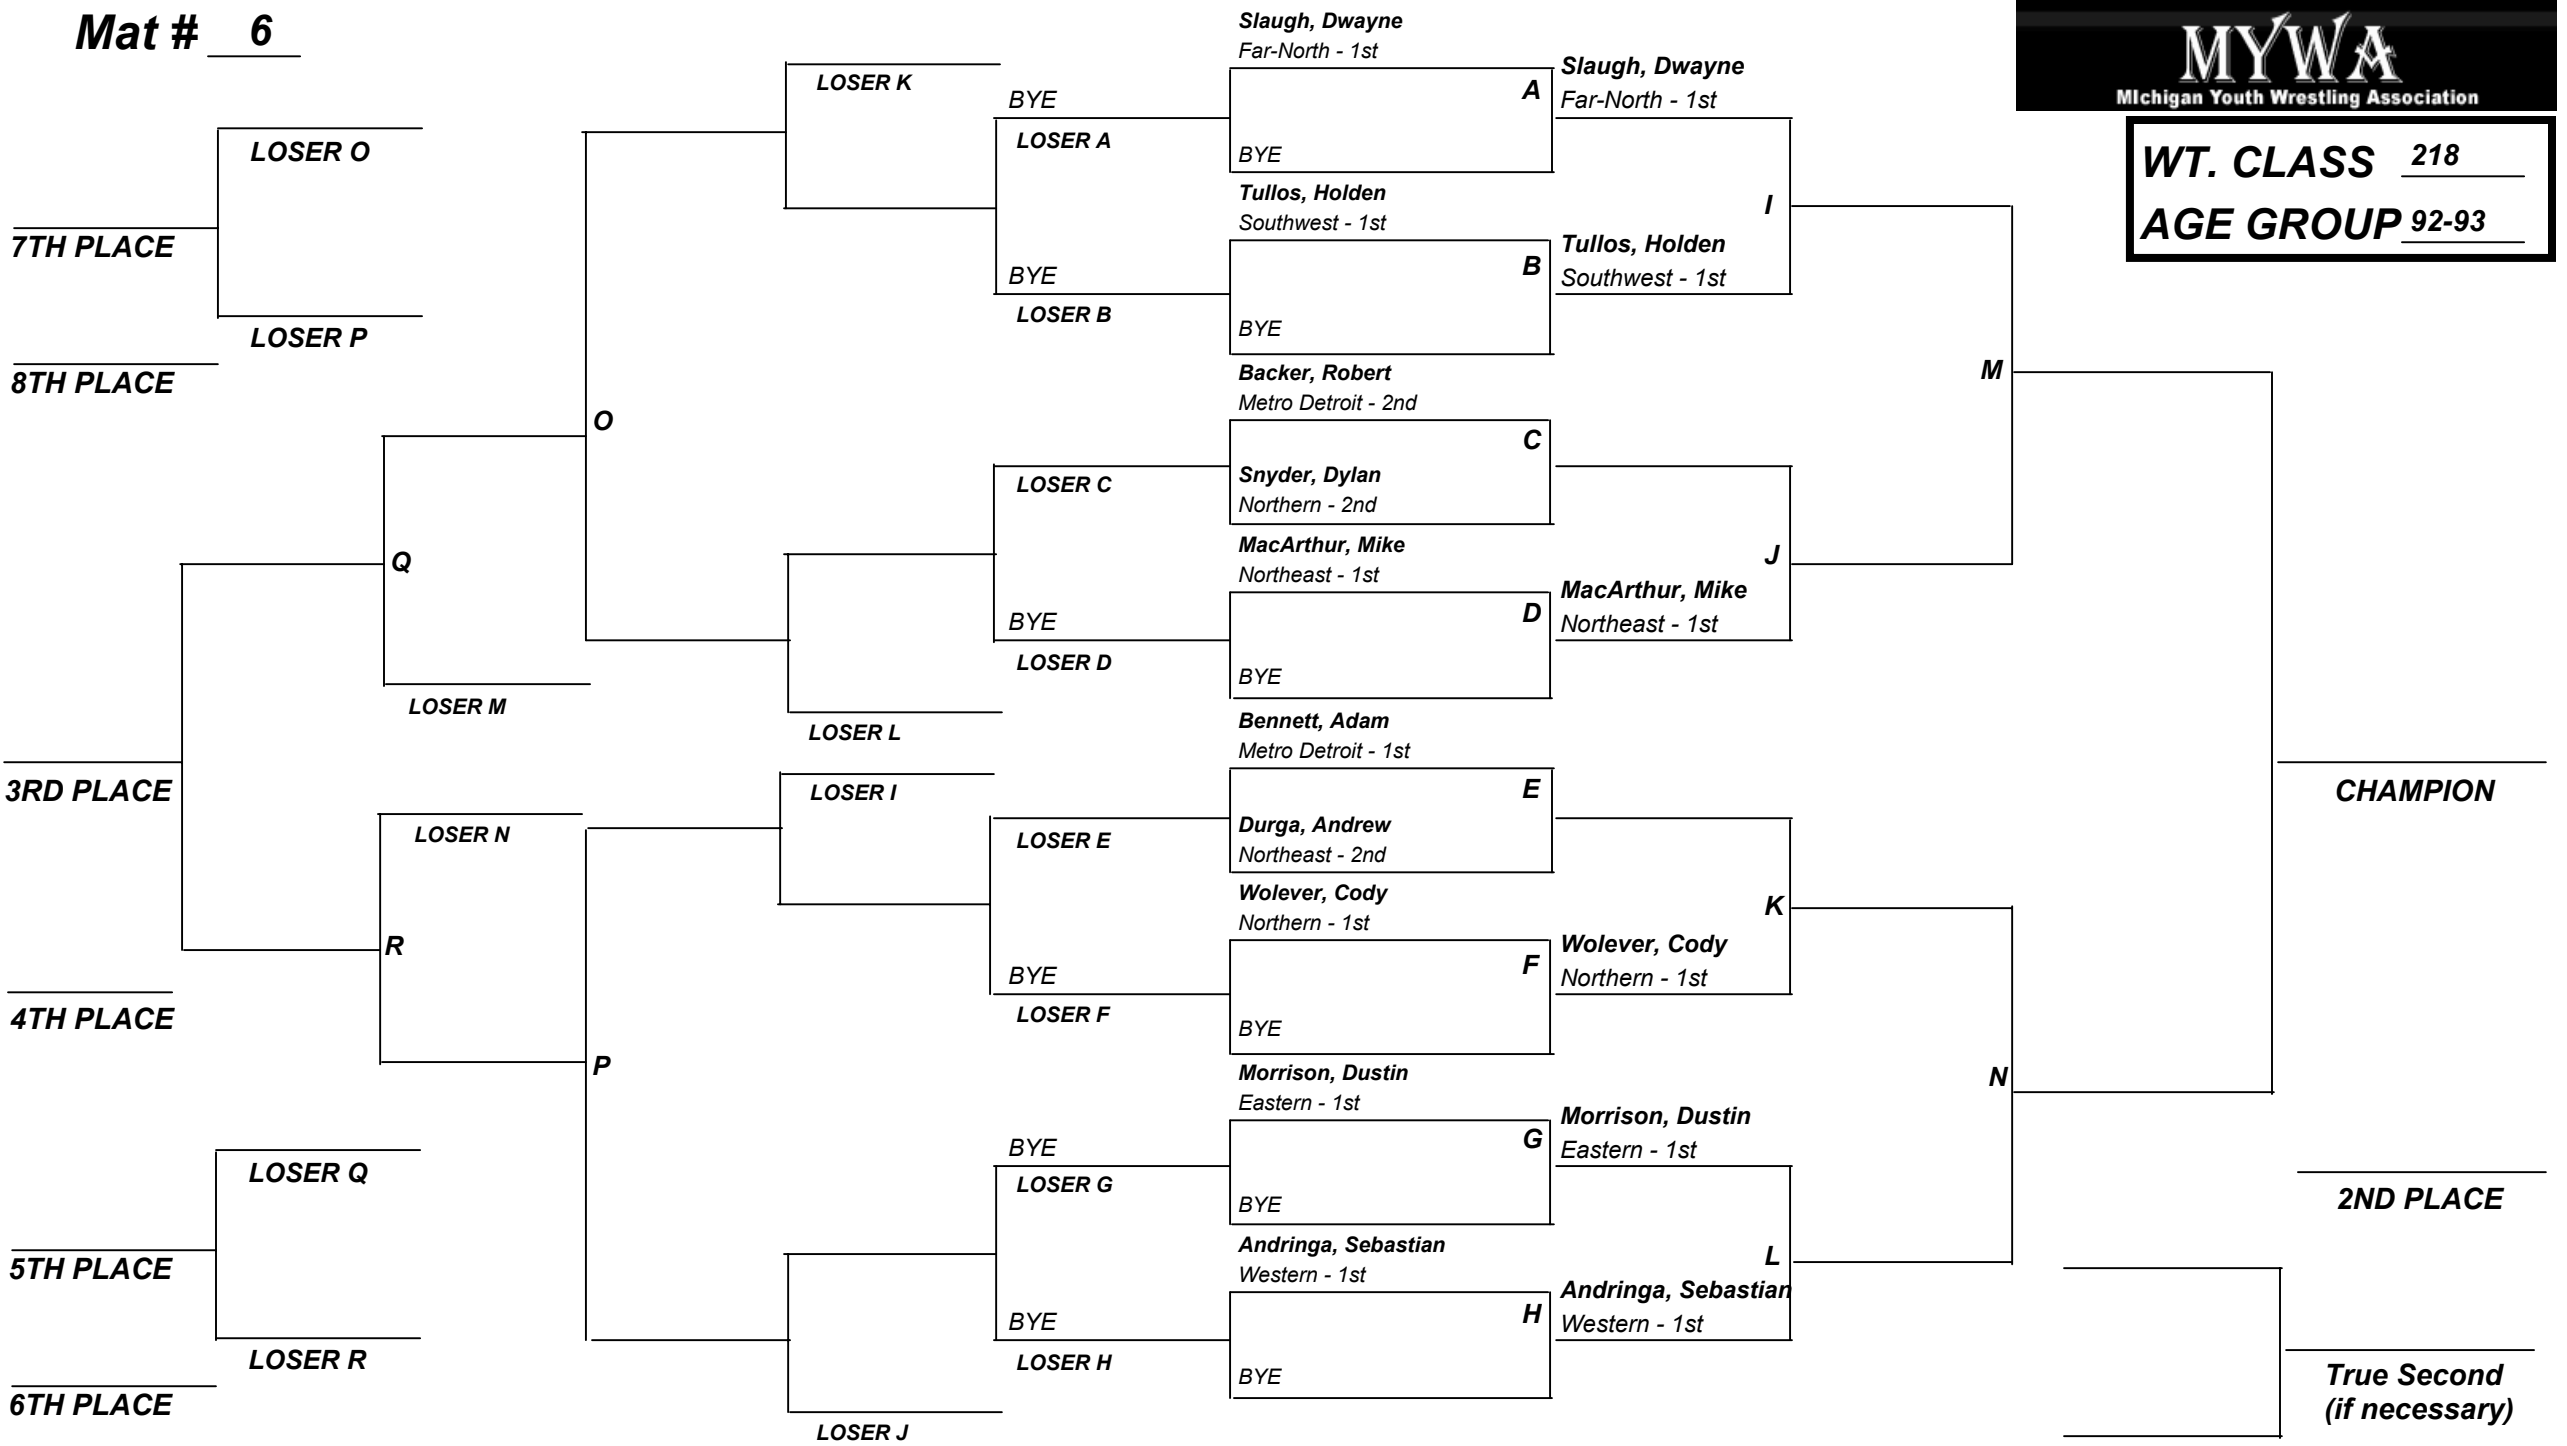 Mat # 6
MYWA
MIchigan Youth Wrestling Association
WT. CLASS 218
AGE GROUP 92-93
LOSER O
7TH PLACE
LOSER P
8TH PLACE
Q
LOSER M
3RD PLACE
LOSER N
R
4TH PLACE
LOSER Q
5TH PLACE
LOSER R
6TH PLACE
O
P
LOSER K
LOSER L
LOSER I
LOSER J
BYE
LOSER A
BYE
LOSER B
LOSER C
BYE
LOSER D
LOSER E
BYE
LOSER F
BYE
LOSER G
BYE
LOSER H
Slaugh, Dwayne
Far-North - 1st
A
BYE
Tullos, Holden
Southwest - 1st
B
BYE
Backer, Robert
Metro Detroit - 2nd
C
Snyder, Dylan
Northern - 2nd
MacArthur, Mike
Northeast - 1st
D
BYE
Bennett, Adam
Metro Detroit - 1st
E
Durga, Andrew
Northeast - 2nd
Wolever, Cody
Northern - 1st
F
BYE
Morrison, Dustin
Eastern - 1st
G
BYE
Andringa, Sebastian
Western - 1st
H
BYE
Slaugh, Dwayne
Far-North - 1st
I
Tullos, Holden
Southwest - 1st
J
MacArthur, Mike
Northeast - 1st
K
Wolever, Cody
Northern - 1st
Morrison, Dustin
Eastern - 1st
L
Andringa, Sebastian
Western - 1st
M
N
CHAMPION
2ND PLACE
True Second
(if necessary)